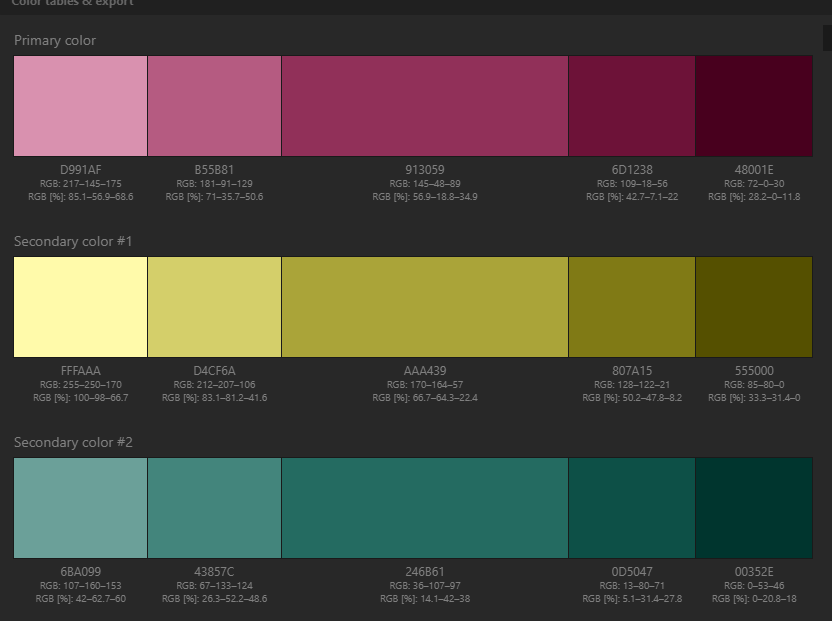 Color tables & export
Primary color
D991AF B55B81 913059 6D1238 48001E
RGB: 217–145–175 RGB: 181–91–129 RGB: 145–48–89 RGB: 109–18–56 RGB: 72–0–30
RGB [%]: 85.1–56.9–68.6 RGB [%]: 71–35.7–50.6 RGB [%]: 56.9–18.8–34.9 RGB [%]: 42.7–7.1–22 RGB [%]: 28.2–0–11.8
Secondary color #1
FFFAAA D4CF6A AAA439 807A15 555000
RGB: 255–250–170 RGB: 212–207–106 RGB: 170–164–57 RGB: 128–122–21 RGB: 85–80–0
RGB [%]: 100–98–66.7 RGB [%]: 83.1–81.2–41.6 RGB [%]: 66.7–64.3–22.4 RGB [%]: 50.2–47.8–8.2 RGB [%]: 33.3–31.4–0
Secondary color #2
6BA099 43857C 246B61 0D5047 00352E
RGB: 107–160–153 RGB: 67–133–124 RGB: 36–107–97 RGB: 13–80–71 RGB: 0–53–46
RGB [%]: 42–62.7–60 RGB [%]: 26.3–52.2–48.6 RGB [%]: 14.1–42–38 RGB [%]: 5.1–31.4–27.8 RGB [%]: 0–20.8–18